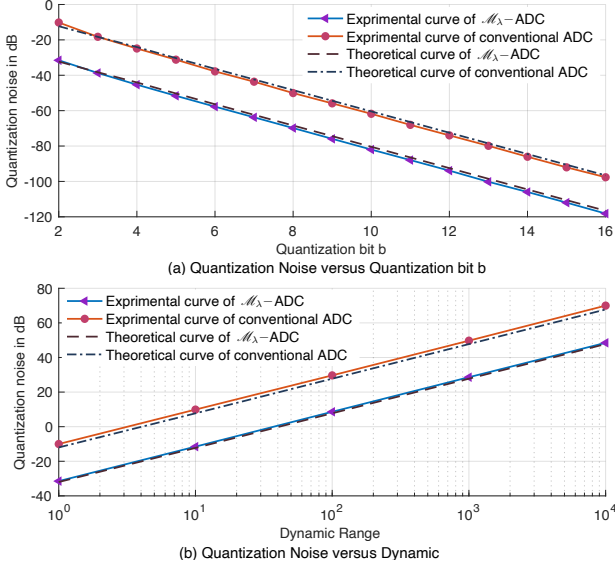 0
-20
-40
-60
-80
-100
-120
Quantization noise in dB
Exprimental curve of ℳλ−ADC
Exprimental curve of conventional ADC
Theoretical curve of ℳλ−ADC
Theoretical curve of conventional ADC
2 4 6 8 10 12 14 16
Quantization bit b
(a) Quantization Noise versus Quantization bit b
80
60
40
20
0
-20
-40
Quantization noise in dB
Exprimental curve of ℳλ−ADC
Exprimental curve of conventional ADC
Theoretical curve of ℳλ−ADC
Theoretical curve of conventional ADC
10⁰ 10¹ 10² 10³ 10⁴
Dynamic Range
(b) Quantization Noise versus Dynamic